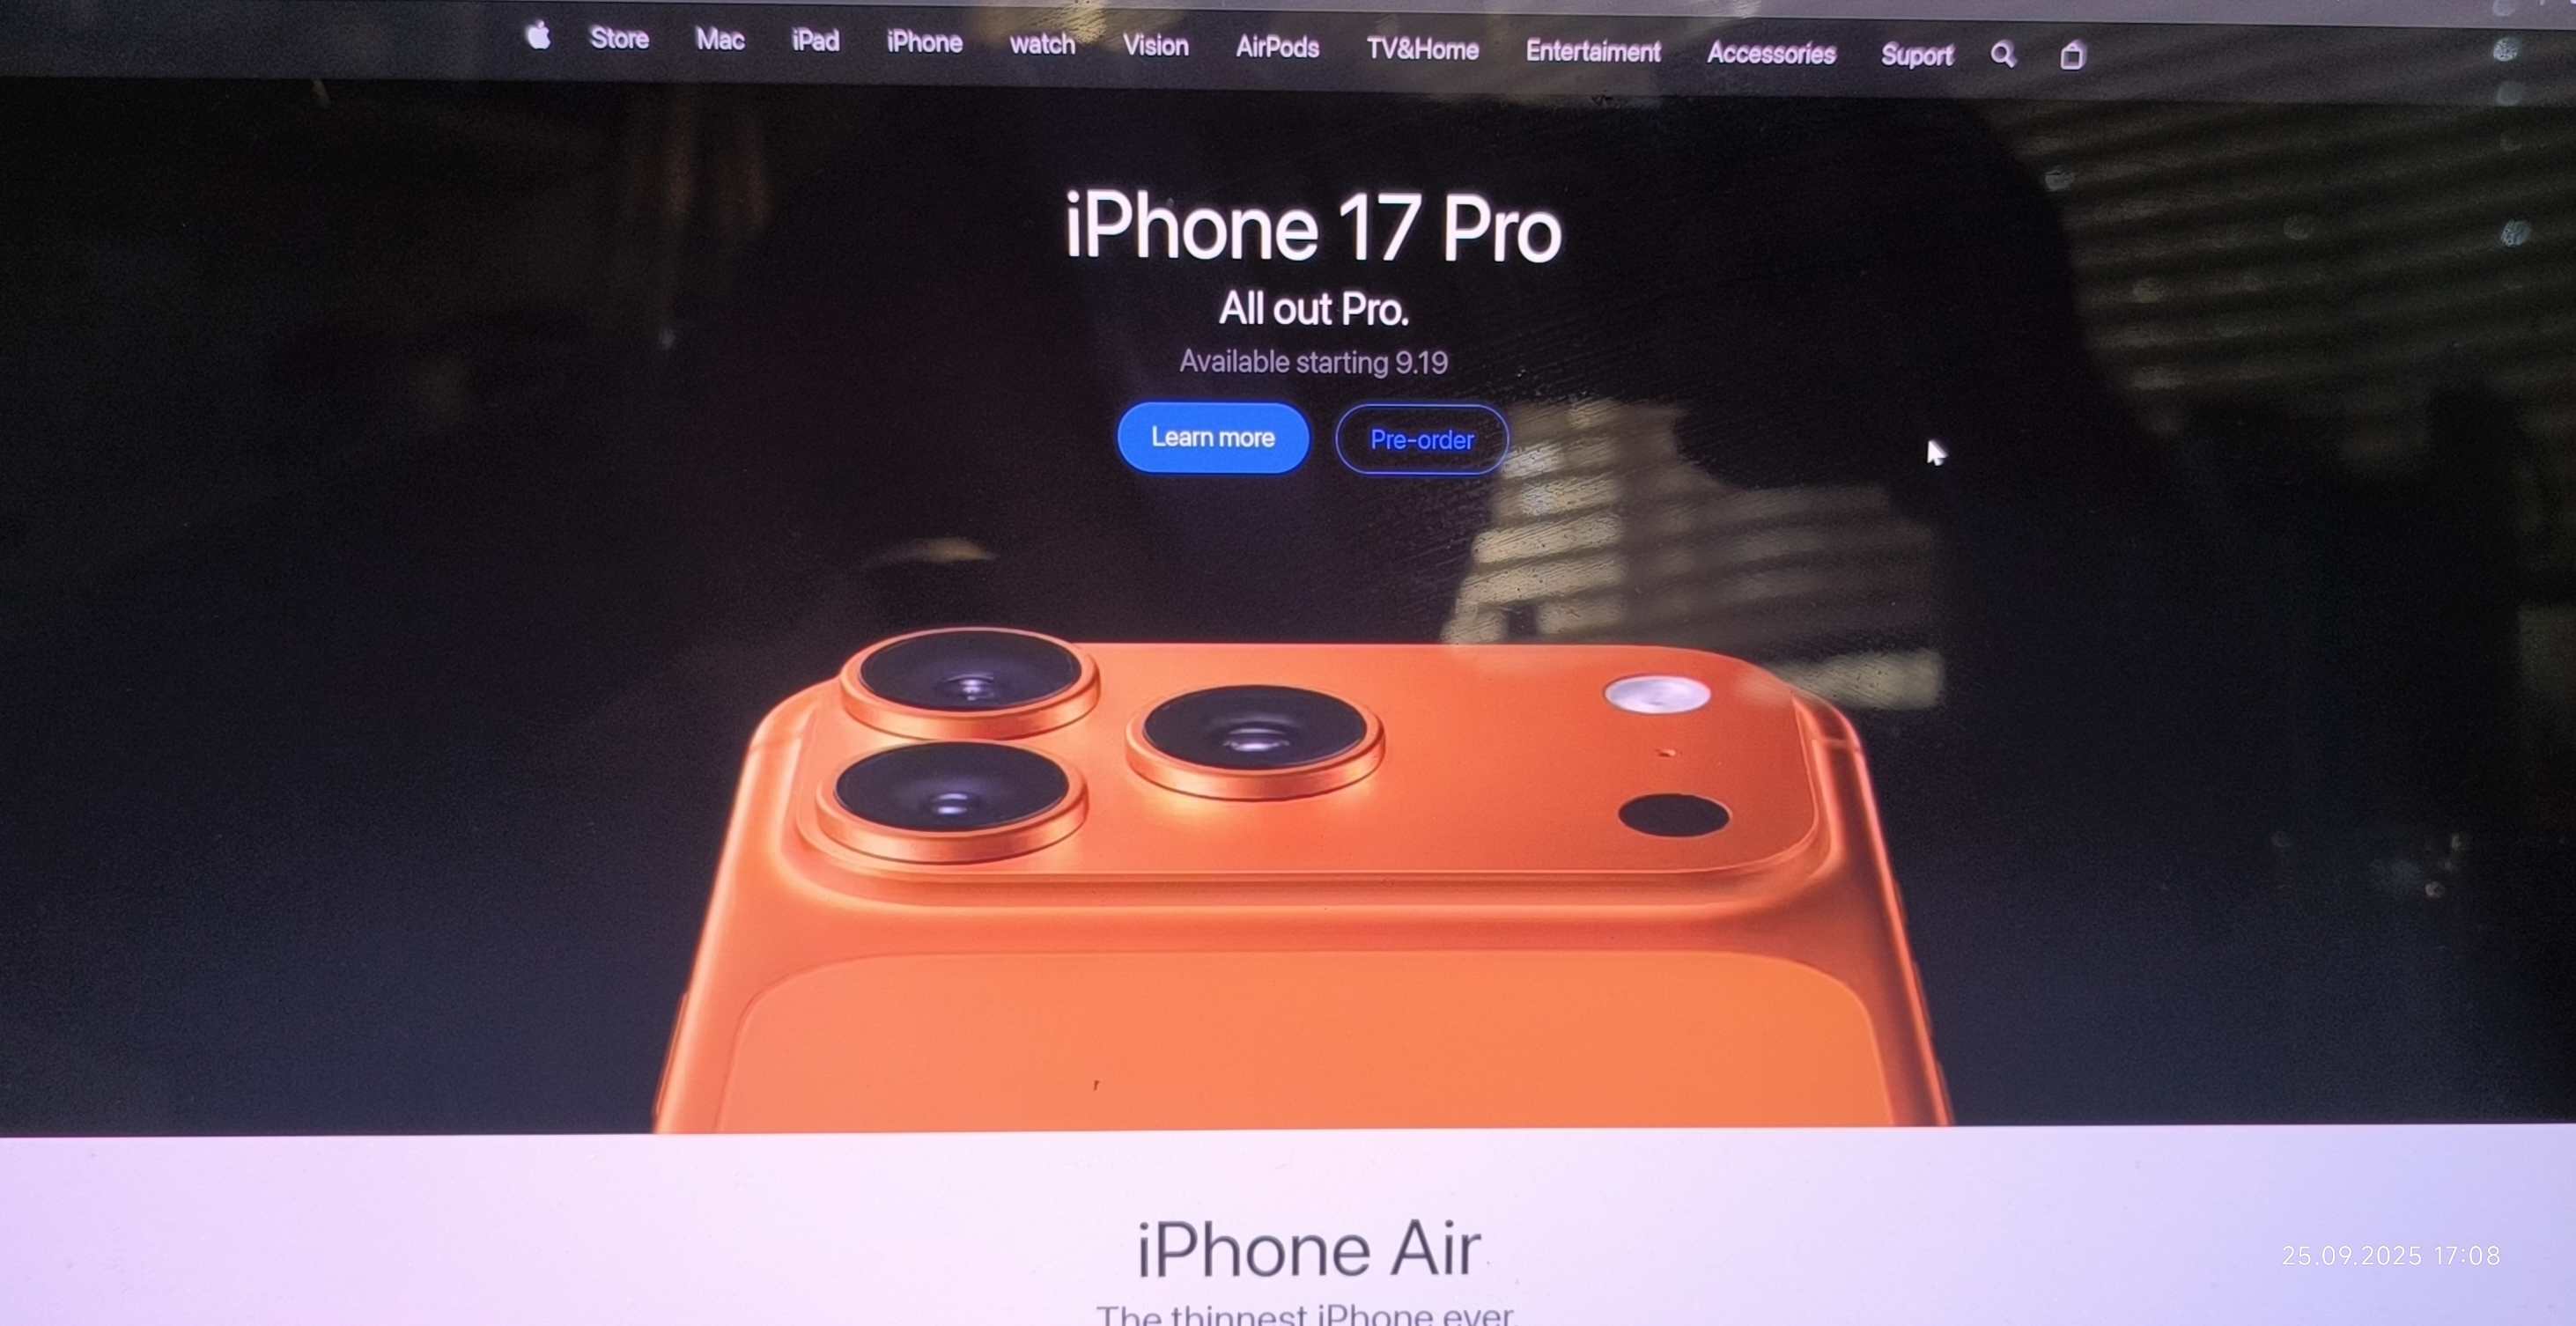 Store Mac iPad iPhone watch Vision AirPods TV&Home Entertaiment Accessories Suport
iPhone 17 Pro
All out Pro.
Available starting 9.19
Learn more Pre-order
iPhone Air
The thinnest iPhone ever.
25.09.2025 17:08